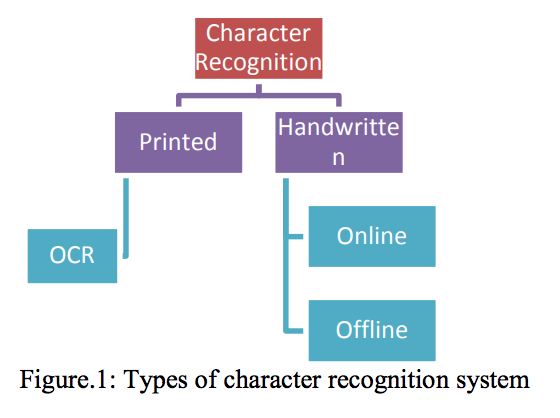 Character
Recognition
Printed
Handwritte
n
OCR
Online
Offline
Figure.1: Types of character recognition system